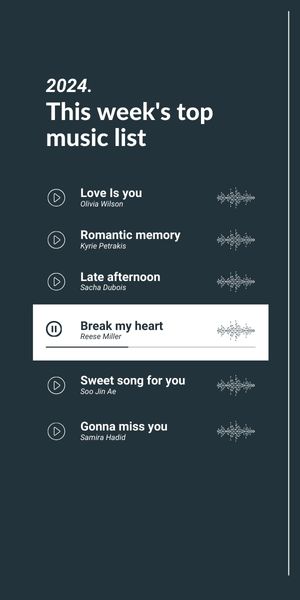 2024.
This week's top
music list
Love Is you
Olivia Wilson
Romantic memory
Kyrie Petrakis
Late afternoon
Sacha Dubois
Break my heart
Reese Miller
Sweet song for you
Soo Jin Ae
Gonna miss you
Samira Hadid